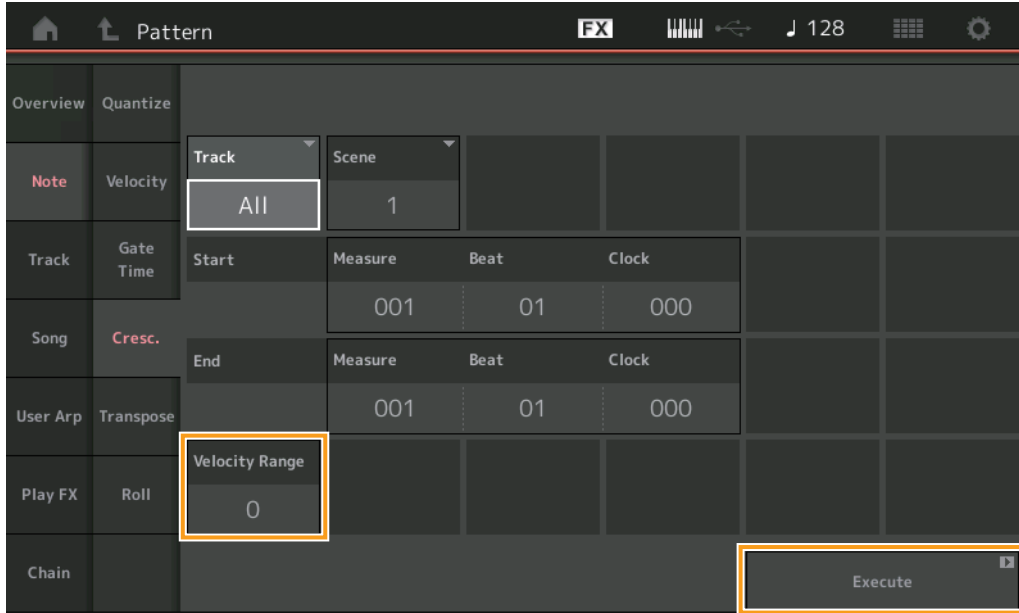 Pattern
FX
♩ 128
Overview
Quantize
Note
Velocity
Track
All
Scene
1
Track
Gate
Time
Start
Measure
Beat
Clock
001
01
000
Song
Cresc.
End
Measure
Beat
Clock
001
01
000
User Arp
Transpose
Velocity Range
0
Play FX
Roll
Chain
Execute